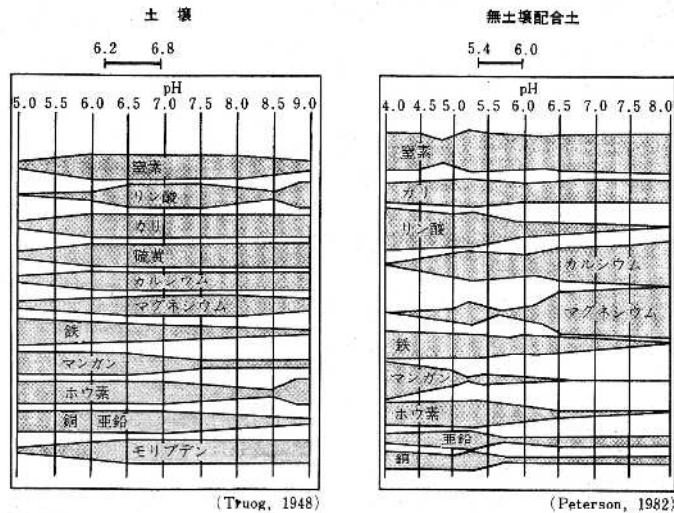 土 壌
6.2 6.8
pH
5.0 5.5 6.0 6.5 7.0 7.5 8.0 8.5 9.0
窒素
リン酸
カリ
硫黄
カルシウム
マグネシウム
鉄
マンガン
ホウ素
銅 亜鉛
モリブデン
(Truog, 1948)
無土壌配合土
5.4 6.0
pH
4.0 4.5 5.0 5.5 6.0 6.5 7.0 7.5 8.0
窒素
カリ
リン酸
カルシウム
マグネシウム
鉄
マンガン
ホウ素
亜鉛
銅
(Peterson, 1982)